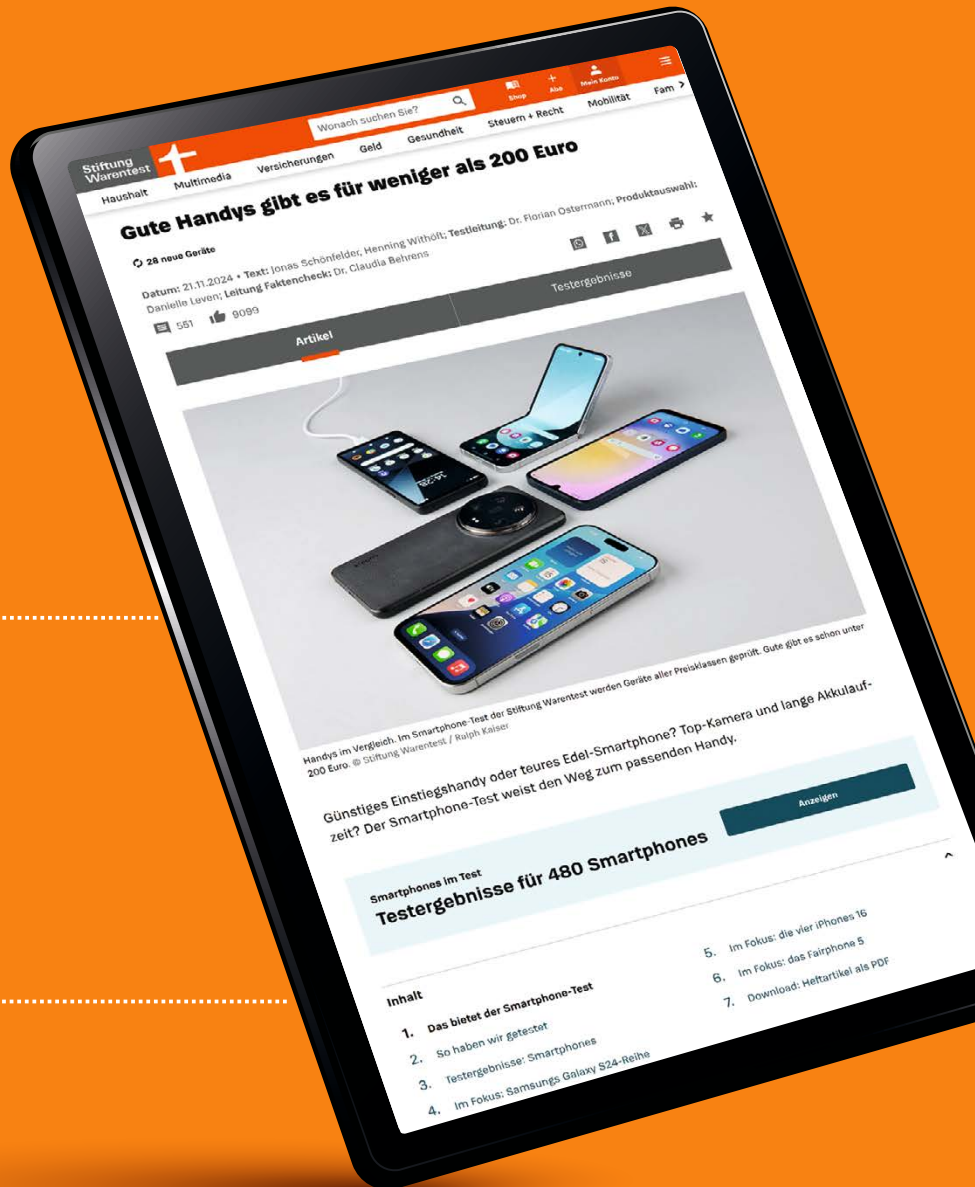 Stiftung
Warentest
Wonach suchen Sie?
Shop
Abo
Mein Konto
Haushalt Multimedia Versicherungen Geld Gesundheit Steuern + Recht Mobilität Fam
Gute Handys gibt es für weniger als 200 Euro
28 neue Geräte
Datum: 21.11.2024 • Text: Jonas Schönfelder, Henning Withöft; Testleitung: Dr. Florian Ostermann; Produktauswahl:
Danielle Leven; Leitung Faktencheck: Dr. Claudia Behrens
551 9099
Artikel Testergebnisse
Handys im Vergleich. Im Smartphone-Test der Stiftung Warentest werden Geräte aller Preisklassen geprüft. Gute gibt es schon unter
200 Euro. © Stiftung Warentest / Ralph Kaiser
Günstiges Einstiegshandy oder teures Edel-Smartphone? Top-Kamera und lange Akkulauf-
zeit? Der Smartphone-Test weist den Weg zum passenden Handy.
Smartphones im Test
Testergebnisse für 480 Smartphones
Anzeigen
Inhalt
1. Das bietet der Smartphone-Test
2. So haben wir getestet
3. Testergebnisse: Smartphones
4. Im Fokus: Samsungs Galaxy S24-Reihe
5. Im Fokus: die vier iPhones 16
6. Im Fokus: das Fairphone 5
7. Download: Heftartikel als PDF